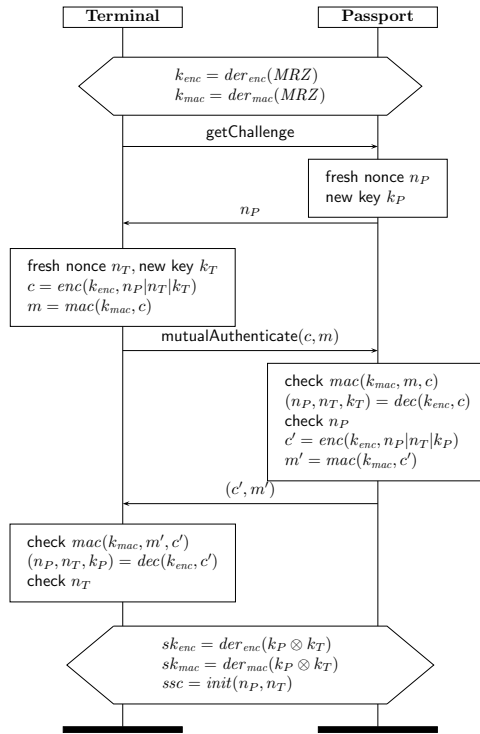 Terminal Passport
k_enc = der_enc(MRZ)
k_mac = der_mac(MRZ)
getChallenge
fresh nonce n_P
new key k_P
n_P
fresh nonce n_T, new key k_T
c = enc(k_enc, n_P|n_T|k_T)
m = mac(k_mac, c)
mutualAuthenticate(c, m)
check mac(k_mac, m, c)
(n_P, n_T, k_T) = dec(k_enc, c)
check n_P
c′ = enc(k_enc, n_P|n_T|k_P)
m′ = mac(k_mac, c′)
(c′, m′)
check mac(k_mac, m′, c′)
(n_P, n_T, k_P) = dec(k_enc, c′)
check n_T
sk_enc = der_enc(k_P ⊗ k_T)
sk_mac = der_mac(k_P ⊗ k_T)
ssc = init(n_P, n_T)